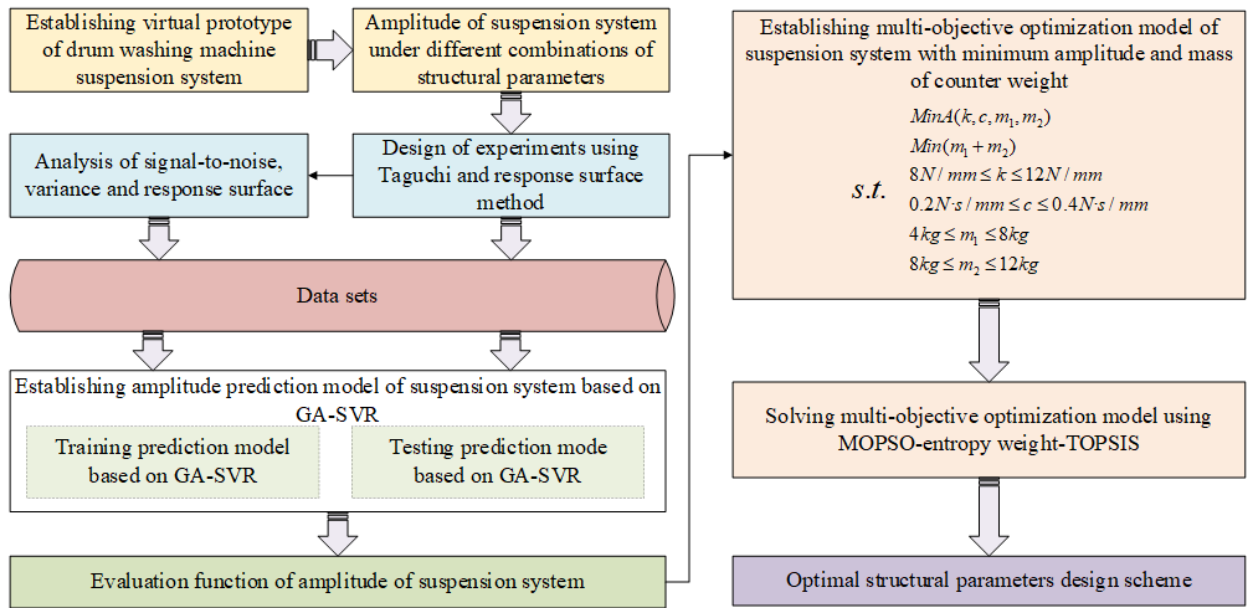 Establishing virtual prototype
of drum washing machine
suspension system
Amplitude of suspension system
under different combinations of
structural parameters
Analysis of signal-to-noise,
variance and response surface
Design of experiments using
Taguchi and response surface
method
Data sets
Establishing amplitude prediction model of suspension system based on
GA-SVR
Training prediction model
based on GA-SVR
Testing prediction mode
based on GA-SVR
Evaluation function of amplitude of suspension system
Establishing multi-objective optimization model of
suspension system with minimum amplitude and mass
of counter weight
MinA(k,c,m₁,m₂)
Min(m₁+m₂)
s.t.
8N/mm≤k≤12N/mm
0.2N·s/mm≤c≤0.4N·s/mm
4kg≤m₁≤8kg
8kg≤m₂≤12kg
Solving multi-objective optimization model using
MOPSO-entropy weight-TOPSIS
Optimal structural parameters design scheme